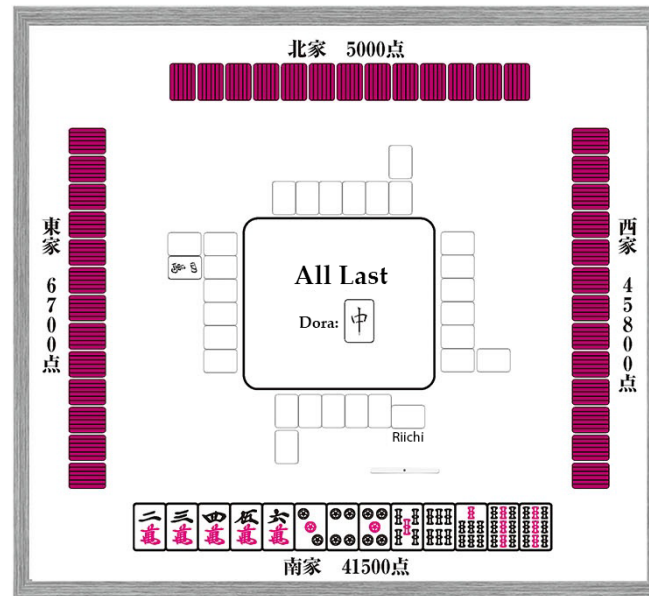 北家 5000点
東家 6700点
All Last
Dora: 中
西家 45800点
Riichi
二 三 四 伍 六
萬 萬 萬 萬 萬
南家 41500点